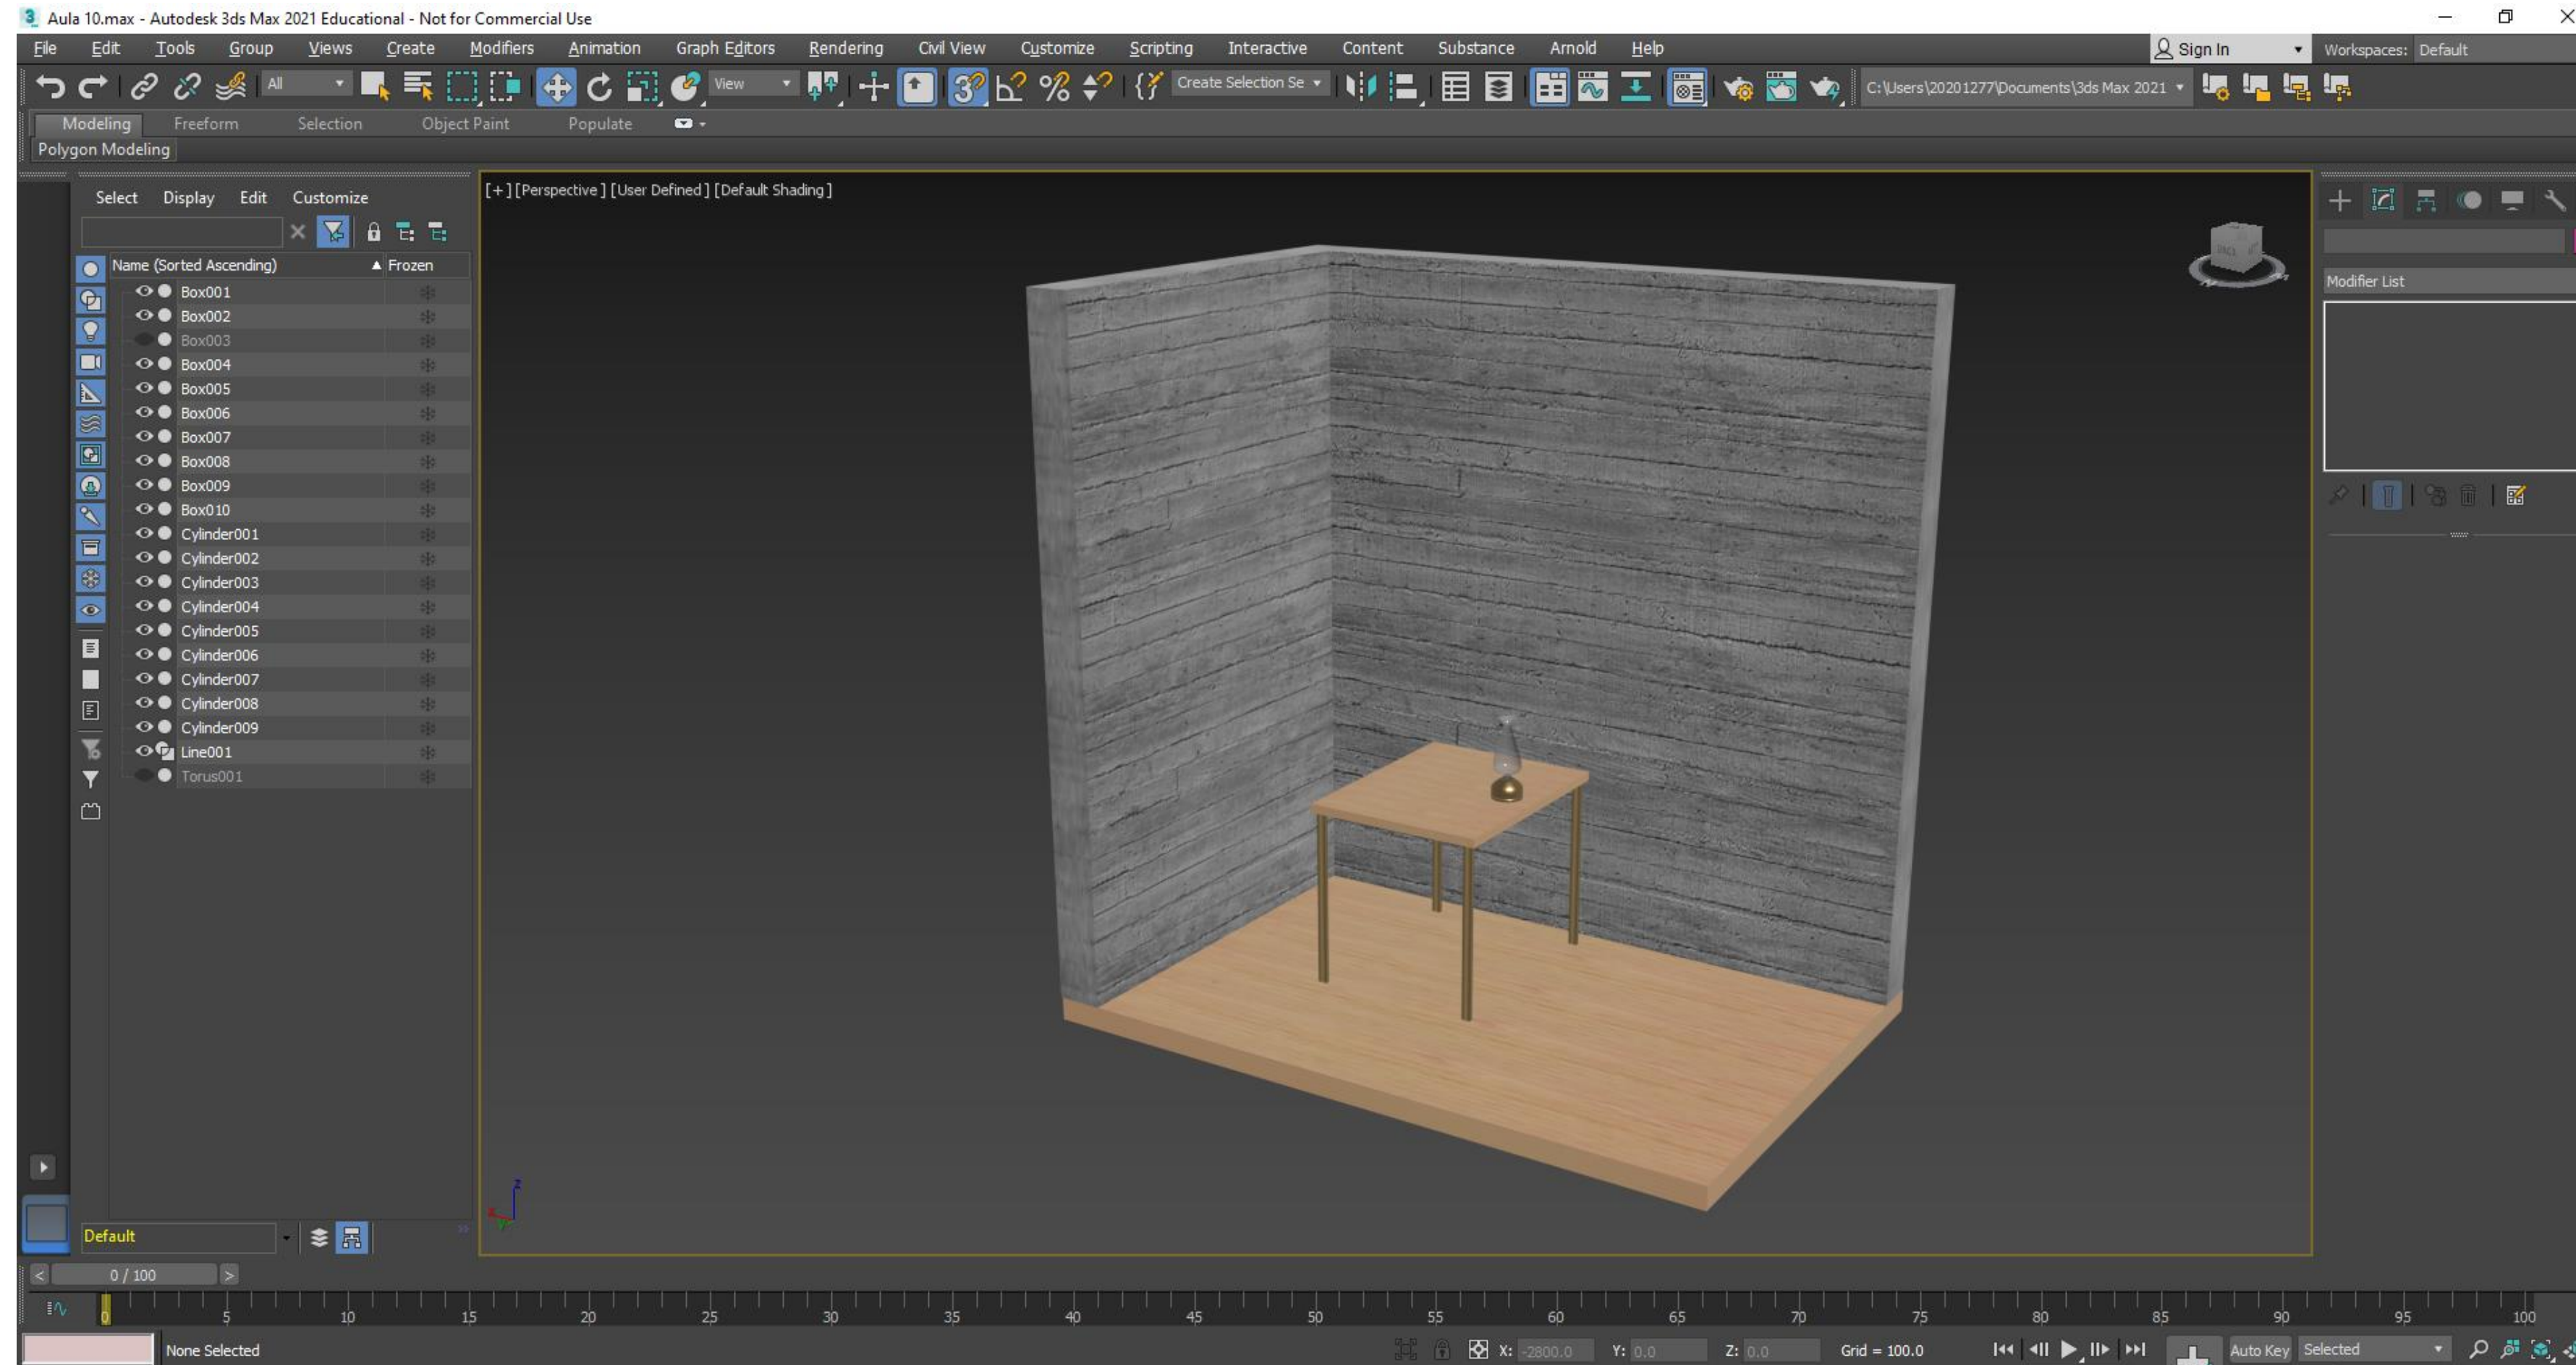 Aula 10.max - Autodesk 3ds Max 2021 Educational - Not for Commercial Use
File Edit Tools Group Views Create Modifiers Animation Graph Editors Rendering Civil View Customize Scripting Interactive Content Substance Arnold Help Sign In Workspaces: Default
All View Create Selection Se C:\Users\20201277\Documents\3ds Max 2021
Modeling Freeform Selection Object Paint Populate
Polygon Modeling
Select Display Edit Customize
[+] [Perspective] [User Defined] [Default Shading]
Name (Sorted Ascending) Frozen
Modifier List
Box001
Box002
Box003
Box004
Box005
Box006
Box007
Box008
Box009
Box010
Cylinder001
Cylinder002
Cylinder003
Cylinder004
Cylinder005
Cylinder006
Cylinder007
Cylinder008
Cylinder009
Line001
Torus001
z
Default
0 / 100
0 5 10 15 20 25 30 35 40 45 50 55 60 65 70 75 80 85 90 95 100
None Selected X: -2800.0 Y: 0.0 Z: 0.0 Grid = 100.0 Auto Key Selected